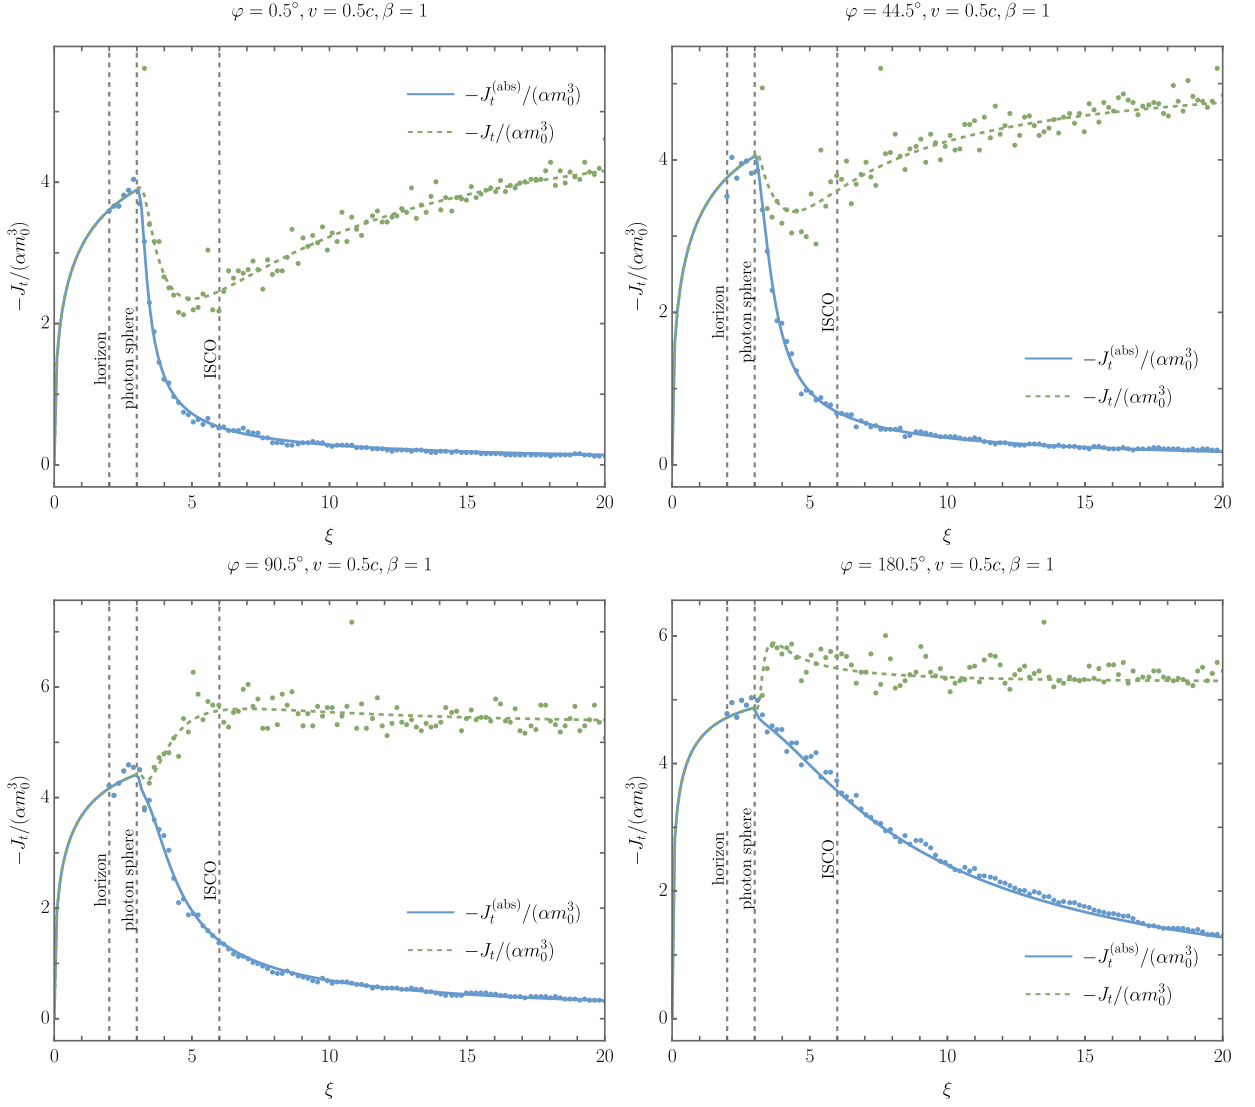 φ = 0.5°, v = 0.5c, β = 1
−J_t/(αm_0^3)
4
2
0
−J_t^(abs)/(αm_0^3)
−J_t/(αm_0^3)
horizon
photon sphere
ISCO
0 5 10 15 20
ξ
φ = 44.5°, v = 0.5c, β = 1
−J_t/(αm_0^3)
4
2
0
horizon
photon sphere
ISCO
−J_t^(abs)/(αm_0^3)
−J_t/(αm_0^3)
0 5 10 15 20
ξ
φ = 90.5°, v = 0.5c, β = 1
−J_t/(αm_0^3)
6
4
2
0
horizon
photon sphere
ISCO
−J_t^(abs)/(αm_0^3)
−J_t/(αm_0^3)
0 5 10 15 20
ξ
φ = 180.5°, v = 0.5c, β = 1
−J_t/(αm_0^3)
6
4
2
0
horizon
photon sphere
ISCO
−J_t^(abs)/(αm_0^3)
−J_t/(αm_0^3)
0 5 10 15 20
ξ